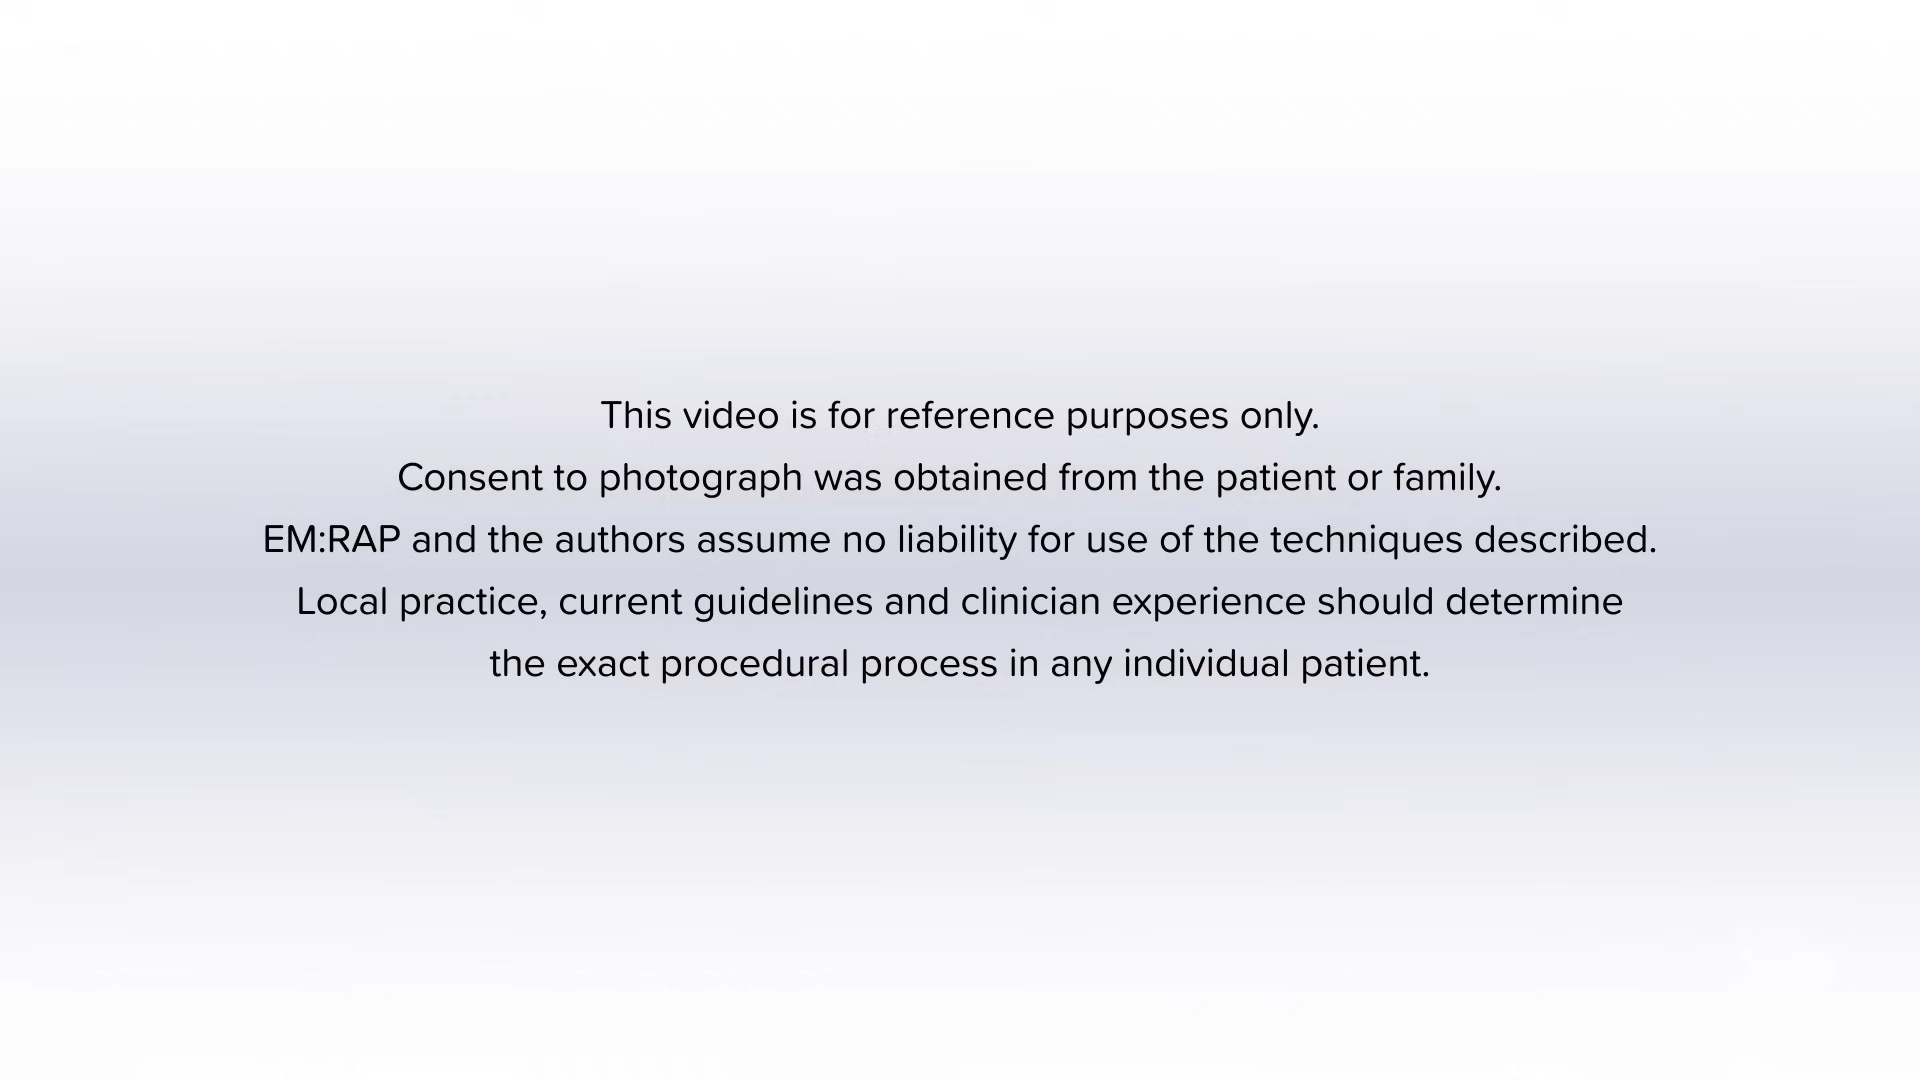 This video is for reference purposes only.
Consent to photograph was obtained from the patient or family.
EM:RAP and the authors assume no liability for use of the techniques described.
Local practice, current guidelines and clinician experience should determine
the exact procedural process in any individual patient.